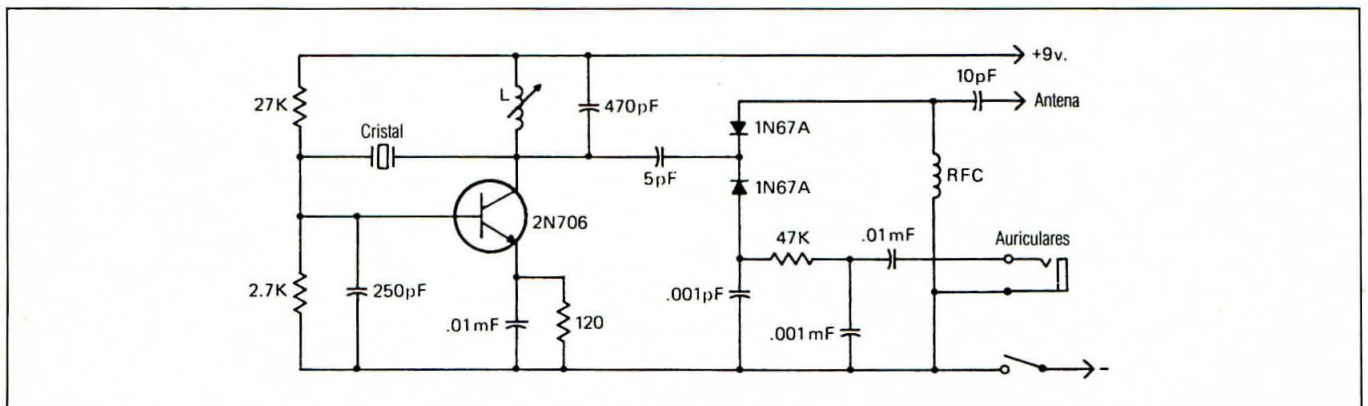 +9v.
10pF
Antena
27K
L
470pF
Cristal
1N67A
5pF
RFC
1N67A
2N706
47K
.01mF
Auriculares
2.7K
250pF
.001pF
.01mF
120
.001mF
-